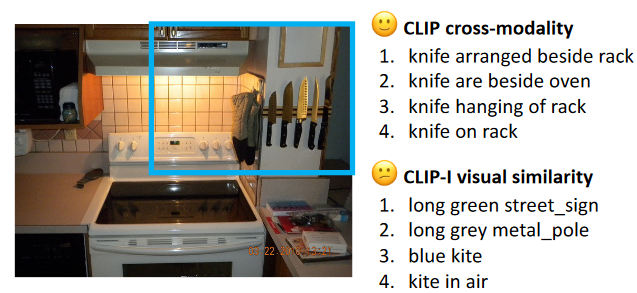 CLIP cross-modality
1. knife arranged beside rack
2. knife are beside oven
3. knife hanging of rack
4. knife on rack
CLIP-I visual similarity
1. long green street_sign
2. long grey metal_pole
3. blue kite
4. kite in air